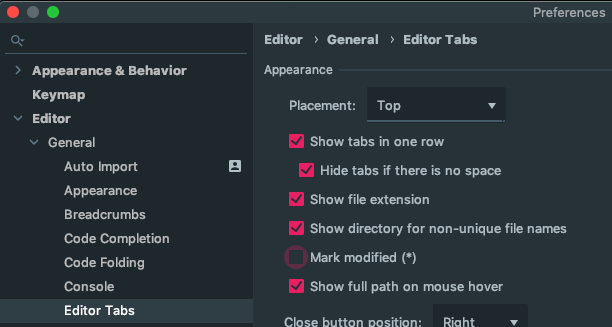 Preferences
Appearance & Behavior
Keymap
Editor
General
Auto Import
Appearance
Breadcrumbs
Code Completion
Code Folding
Console
Editor Tabs
Editor › General › Editor Tabs
Appearance
Placement: Top
Show tabs in one row
Hide tabs if there is no space
Show file extension
Show directory for non-unique file names
Mark modified (*)
Show full path on mouse hover
Close button position: Right